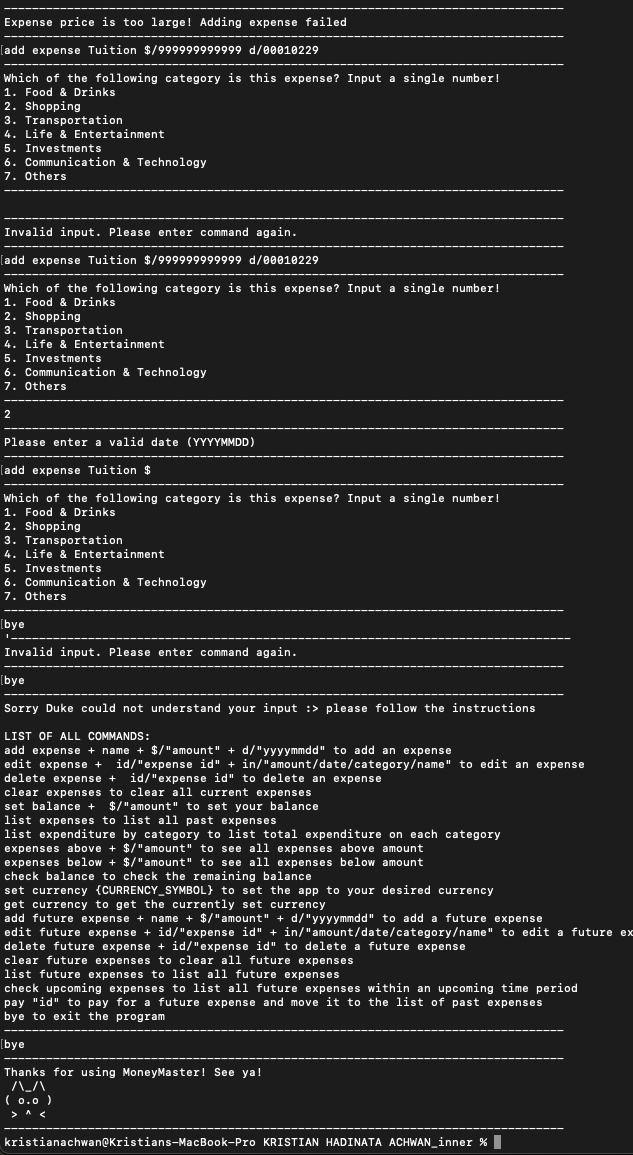 ————————————————————————————————————————————————————————————————————————————————
Expense price is too large! Adding expense failed
————————————————————————————————————————————————————————————————————————————————
[add expense Tuition $/999999999999 d/00010229
————————————————————————————————————————————————————————————————————————————————
Which of the following category is this expense? Input a single number!
1. Food & Drinks
2. Shopping
3. Transportation
4. Life & Entertainment
5. Investments
6. Communication & Technology
7. Others
————————————————————————————————————————————————————————————————————————————————

————————————————————————————————————————————————————————————————————————————————
Invalid input. Please enter command again.
————————————————————————————————————————————————————————————————————————————————
[add expense Tuition $/999999999999 d/00010229
————————————————————————————————————————————————————————————————————————————————
Which of the following category is this expense? Input a single number!
1. Food & Drinks
2. Shopping
3. Transportation
4. Life & Entertainment
5. Investments
6. Communication & Technology
7. Others
————————————————————————————————————————————————————————————————————————————————
2
————————————————————————————————————————————————————————————————————————————————
Please enter a valid date (YYYYMMDD)
————————————————————————————————————————————————————————————————————————————————
[add expense Tuition $
————————————————————————————————————————————————————————————————————————————————
Which of the following category is this expense? Input a single number!
1. Food & Drinks
2. Shopping
3. Transportation
4. Life & Entertainment
5. Investments
6. Communication & Technology
7. Others
————————————————————————————————————————————————————————————————————————————————
[bye
'————————————————————————————————————————————————————————————————————————————————
Invalid input. Please enter command again.
————————————————————————————————————————————————————————————————————————————————
[bye
————————————————————————————————————————————————————————————————————————————————
Sorry Duke could not understand your input :> please follow the instructions

LIST OF ALL COMMANDS:
add expense + name + $/"amount" + d/"yyyymmdd" to add an expense
edit expense +  id/"expense id" + in/"amount/date/category/name" to edit an expense
delete expense +  id/"expense id" to delete an expense
clear expenses to clear all current expenses
set balance +  $/"amount" to set your balance
list expenses to list all past expenses
list expenditure by category to list total expenditure on each category
expenses above + $/"amount" to see all expenses above amount
expenses below + $/"amount" to see all expenses below amount
check balance to check the remaining balance
set currency {CURRENCY_SYMBOL} to set the app to your desired currency
get currency to get the currently set currency
add future expense + name + $/"amount" + d/"yyyymmdd" to add a future expense
edit future expense + id/"expense id" + in/"amount/date/category/name" to edit a future ex
delete future expense + id/"expense id" to delete a future expense
clear future expenses to clear all future expenses
list future expenses to list all future expenses
check upcoming expenses to list all future expenses within an upcoming time period
pay "id" to pay for a future expense and move it to the list of past expenses
bye to exit the program
————————————————————————————————————————————————————————————————————————————————
[bye
————————————————————————————————————————————————————————————————————————————————
Thanks for using MoneyMaster! See ya!
 /\_/\
( o.o )
 > ^ <
————————————————————————————————————————————————————————————————————————————————
kristianachwan@Kristians—MacBook—Pro KRISTIAN HADINATA ACHWAN_inner %